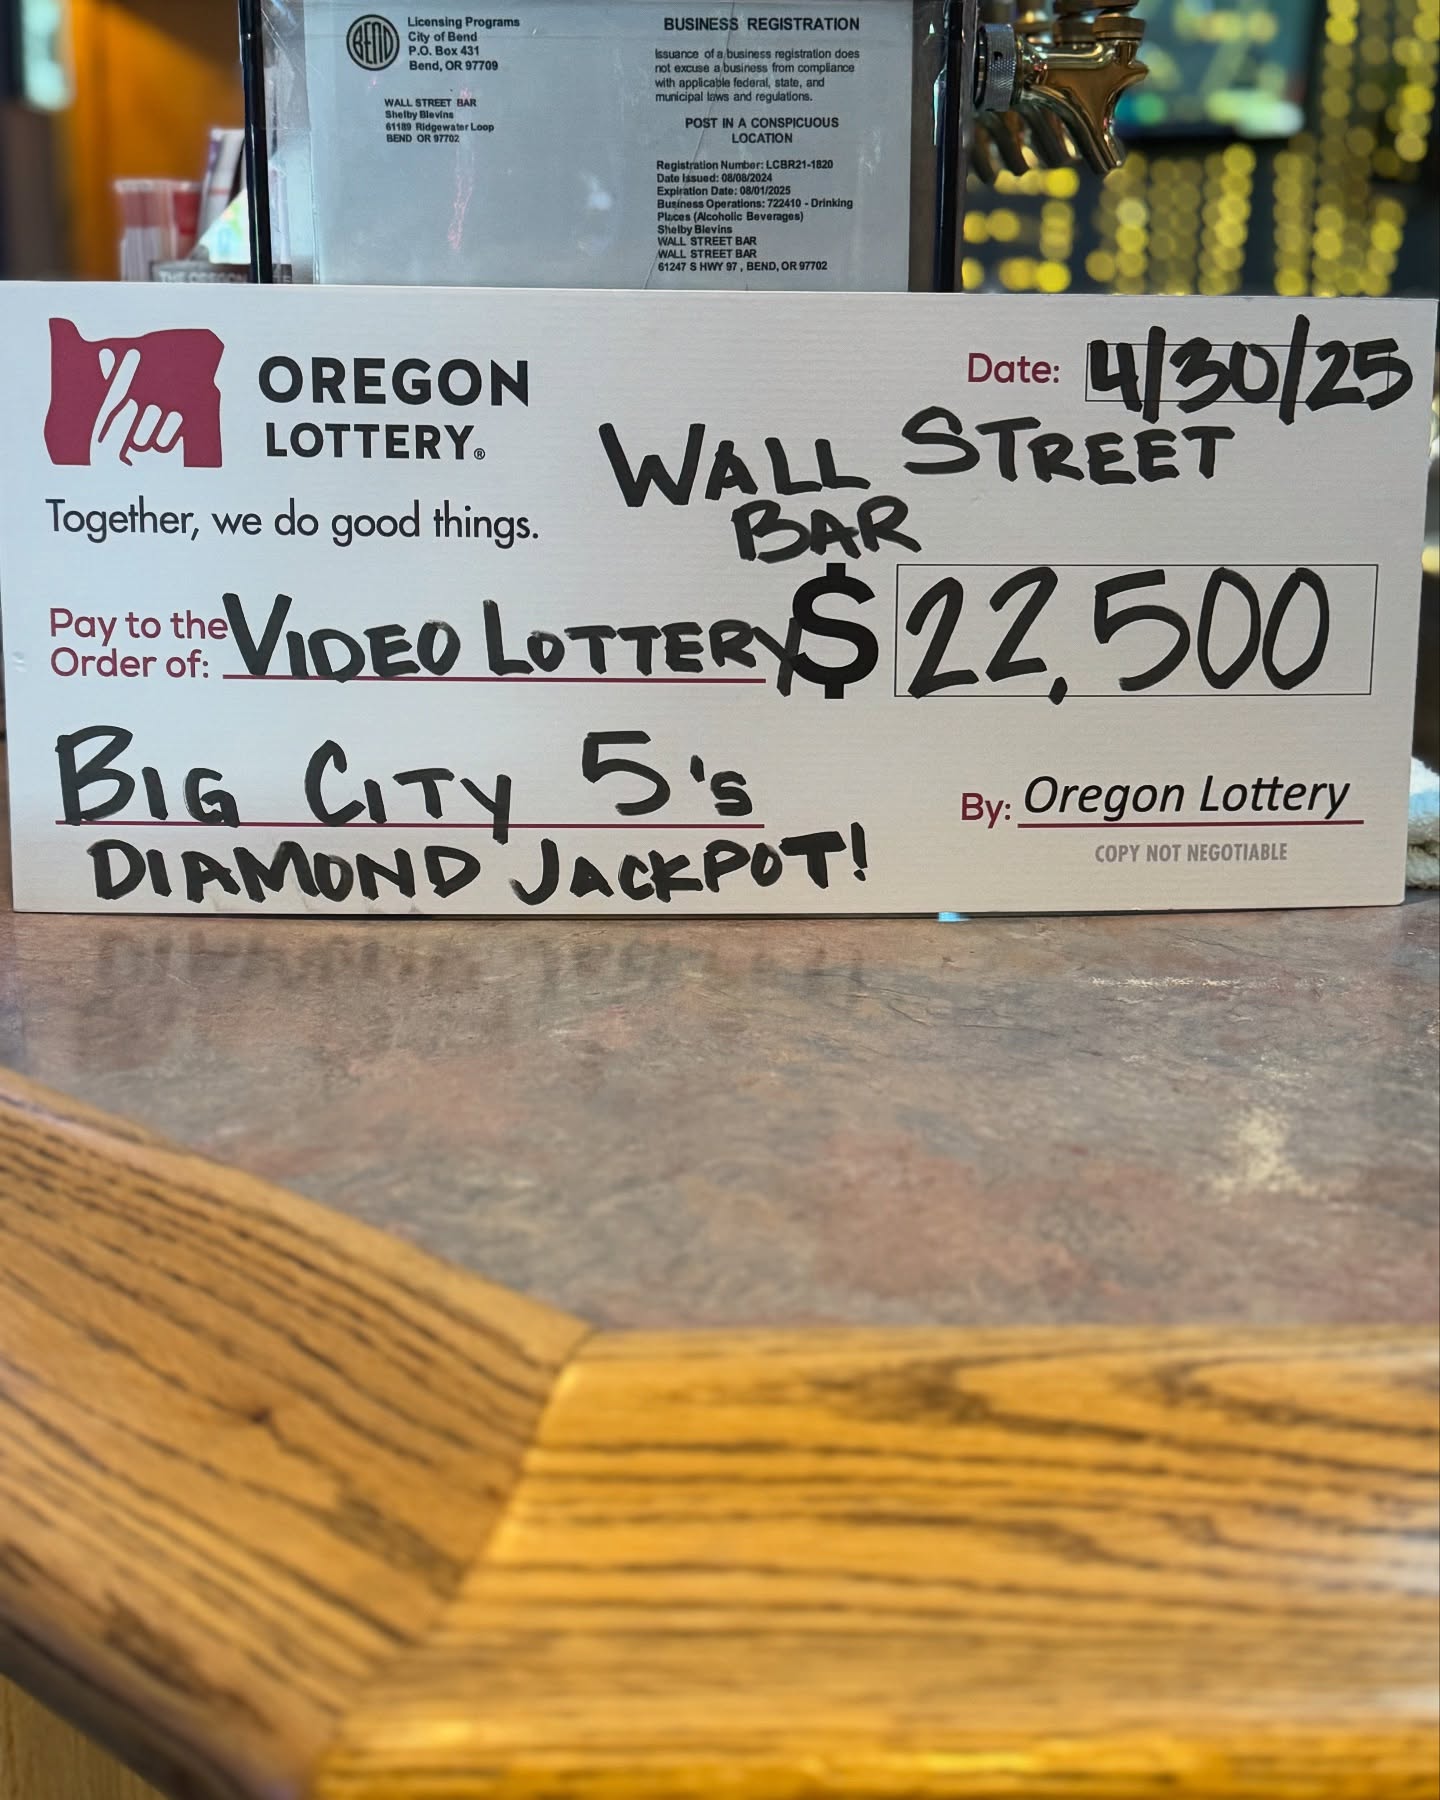 BEND
Licensing Programs
City of Bend
P.O. Box 431
Bend, OR 97709
WALL STREET BAR
Shelby Blevins
61189 Ridgewater Loop
BEND OR 97702
BUSINESS REGISTRATION
Issuance of a business registration does
not excuse a business from compliance
with applicable federal, state, and
municipal laws and regulations.
POST IN A CONSPICUOUS
LOCATION
Registration Number: LCBR21-1820
Date Issued: 08/08/2024
Expiration Date: 08/01/2025
Business Operations: 722410 - Drinking
Places (Alcoholic Beverages)
Shelby Blevins
WALL STREET BAR
WALL STREET BAR
61247 S HWY 97 , BEND, OR 97702
THE OREGON
OREGON
LOTTERY®
Together, we do good things.
Date: 4/30/25
WALL STREET
BAR
Pay to the
Order of: VIDEO LOTTERY $22,500
BIG CITY 5's
DIAMOND JACKPOT!
By: Oregon Lottery
COPY NOT NEGOTIABLE